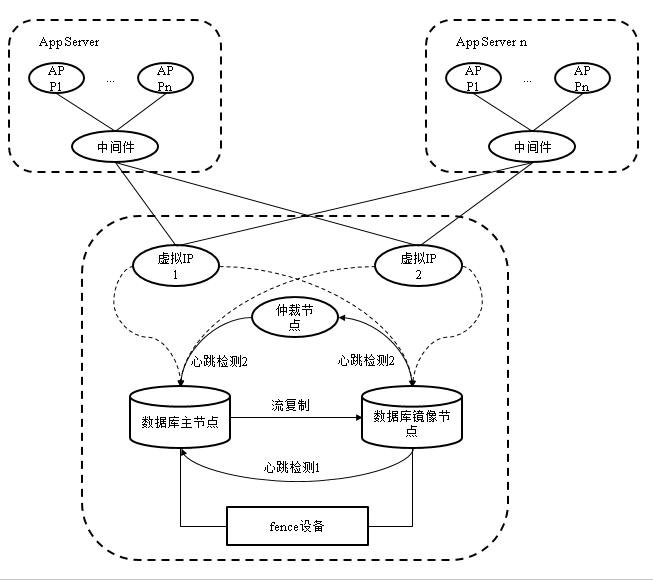 AppServer
AppServer n
AP
P1
...
AP
Pn
AP
P1
...
AP
Pn
中间件
中间件
虚拟IP
1
虚拟IP
2
仲裁节
点
心跳检测2
心跳检测2
数据库主节点
流复制
数据库镜像节
点
心跳检测1
fence设备